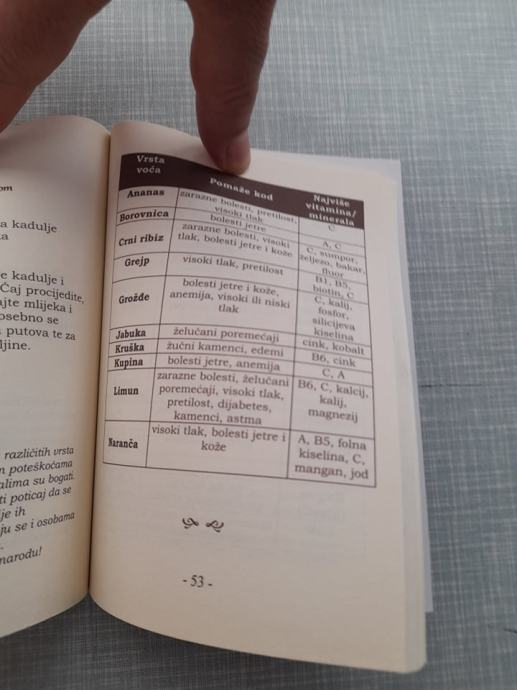 om
a kadulje
a
e kadulje i
Čaj procijedite,
ajte mlijeka i
osebno se
putova te za
ljine.
različitih vrsta
m poteškoćama
alima su bogati.
ti poticaj da se
je ih
ju se i osobama
narodu!
Vrsta voća
Pomaže kod
Najviše vitamina/ minerala
Ananas
zarazne bolesti, pretilost,
visoki tlak
C
Borovnica
bolesti jetre
A, C
Crni ribiz
zarazne bolesti, visoki
tlak, bolesti jetre i kože
C, sumpor,
željezo, bakar,
fluor
Grejp
visoki tlak, pretilost
B1, B5,
biotin, C
Grožđe
bolesti jetre i kože,
anemija, visoki ili niski
tlak
C, kalij,
fosfor,
silicijeva
kiselina
Jabuka
želučani poremećaji
cink, kobalt
Kruška
žučni kamenci, edemi
B6, cink
Kupina
bolesti jetre, anemija
C, A
Limun
zarazne bolesti, želučani
poremećaji, visoki tlak,
pretilost, dijabetes,
kamenci, astma
B6, C, kalcij,
kalij,
magnezij
Naranča
visoki tlak, bolesti jetre i
kože
A, B5, folna
kiselina, C,
mangan, jod
- 53 -